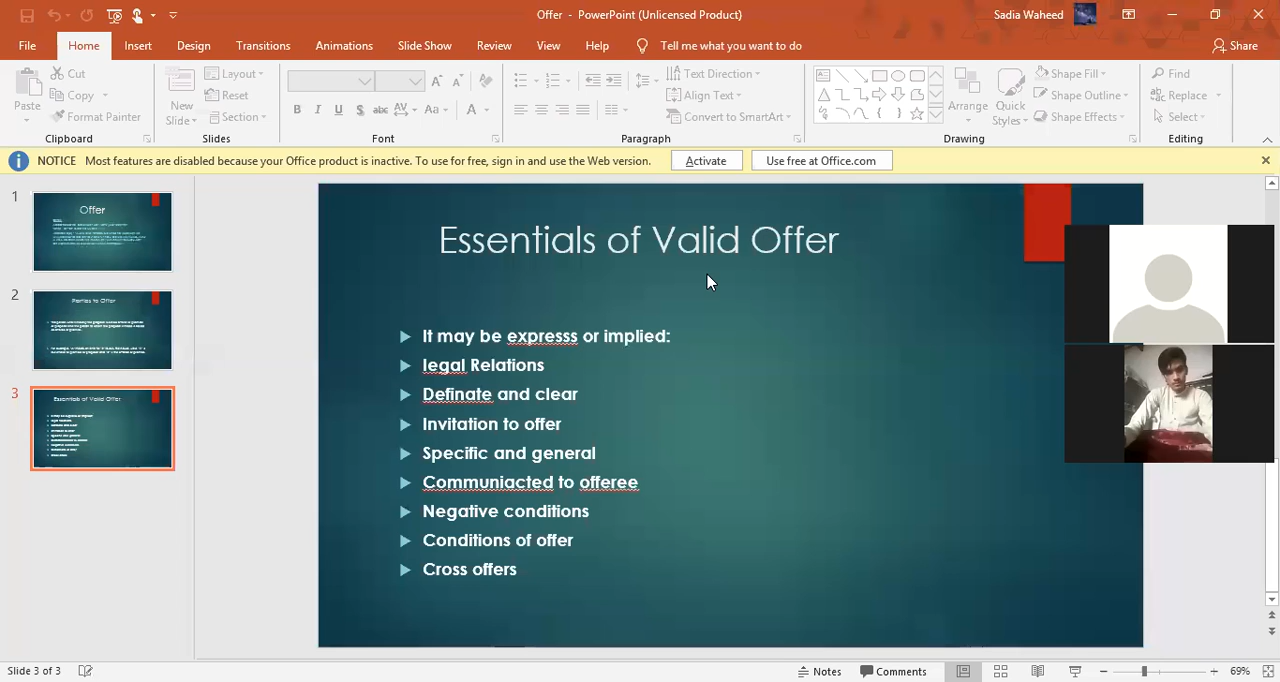 Offer - PowerPoint (Unlicensed Product)
Sadia Waheed
File Home Insert Design Transitions Animations Slide Show Review View Help Tell me what you want to do Share
Paste
Cut
Copy
Format Painter
Clipboard
New Slide
Layout
Reset
Section
Slides
B I U S abc AV Aa A
Font
Text Direction
Align Text
Convert to SmartArt
Paragraph
Arrange
Quick Styles
Shape Fill
Shape Outline
Shape Effects
Drawing
Find
Replace
Select
Editing
NOTICE Most features are disabled because your Office product is inactive. To use for free, sign in and use the Web version. Activate Use free at Office.com
1
Offer
2
Parties to Offer
3
Essentials of Valid Offer
Essentials of Valid Offer
It may be expresss or implied:
legal Relations
Definate and clear
Invitation to offer
Specific and general
Communiacted to offeree
Negative conditions
Conditions of offer
Cross offers
Slide 3 of 3
Notes Comments 69%